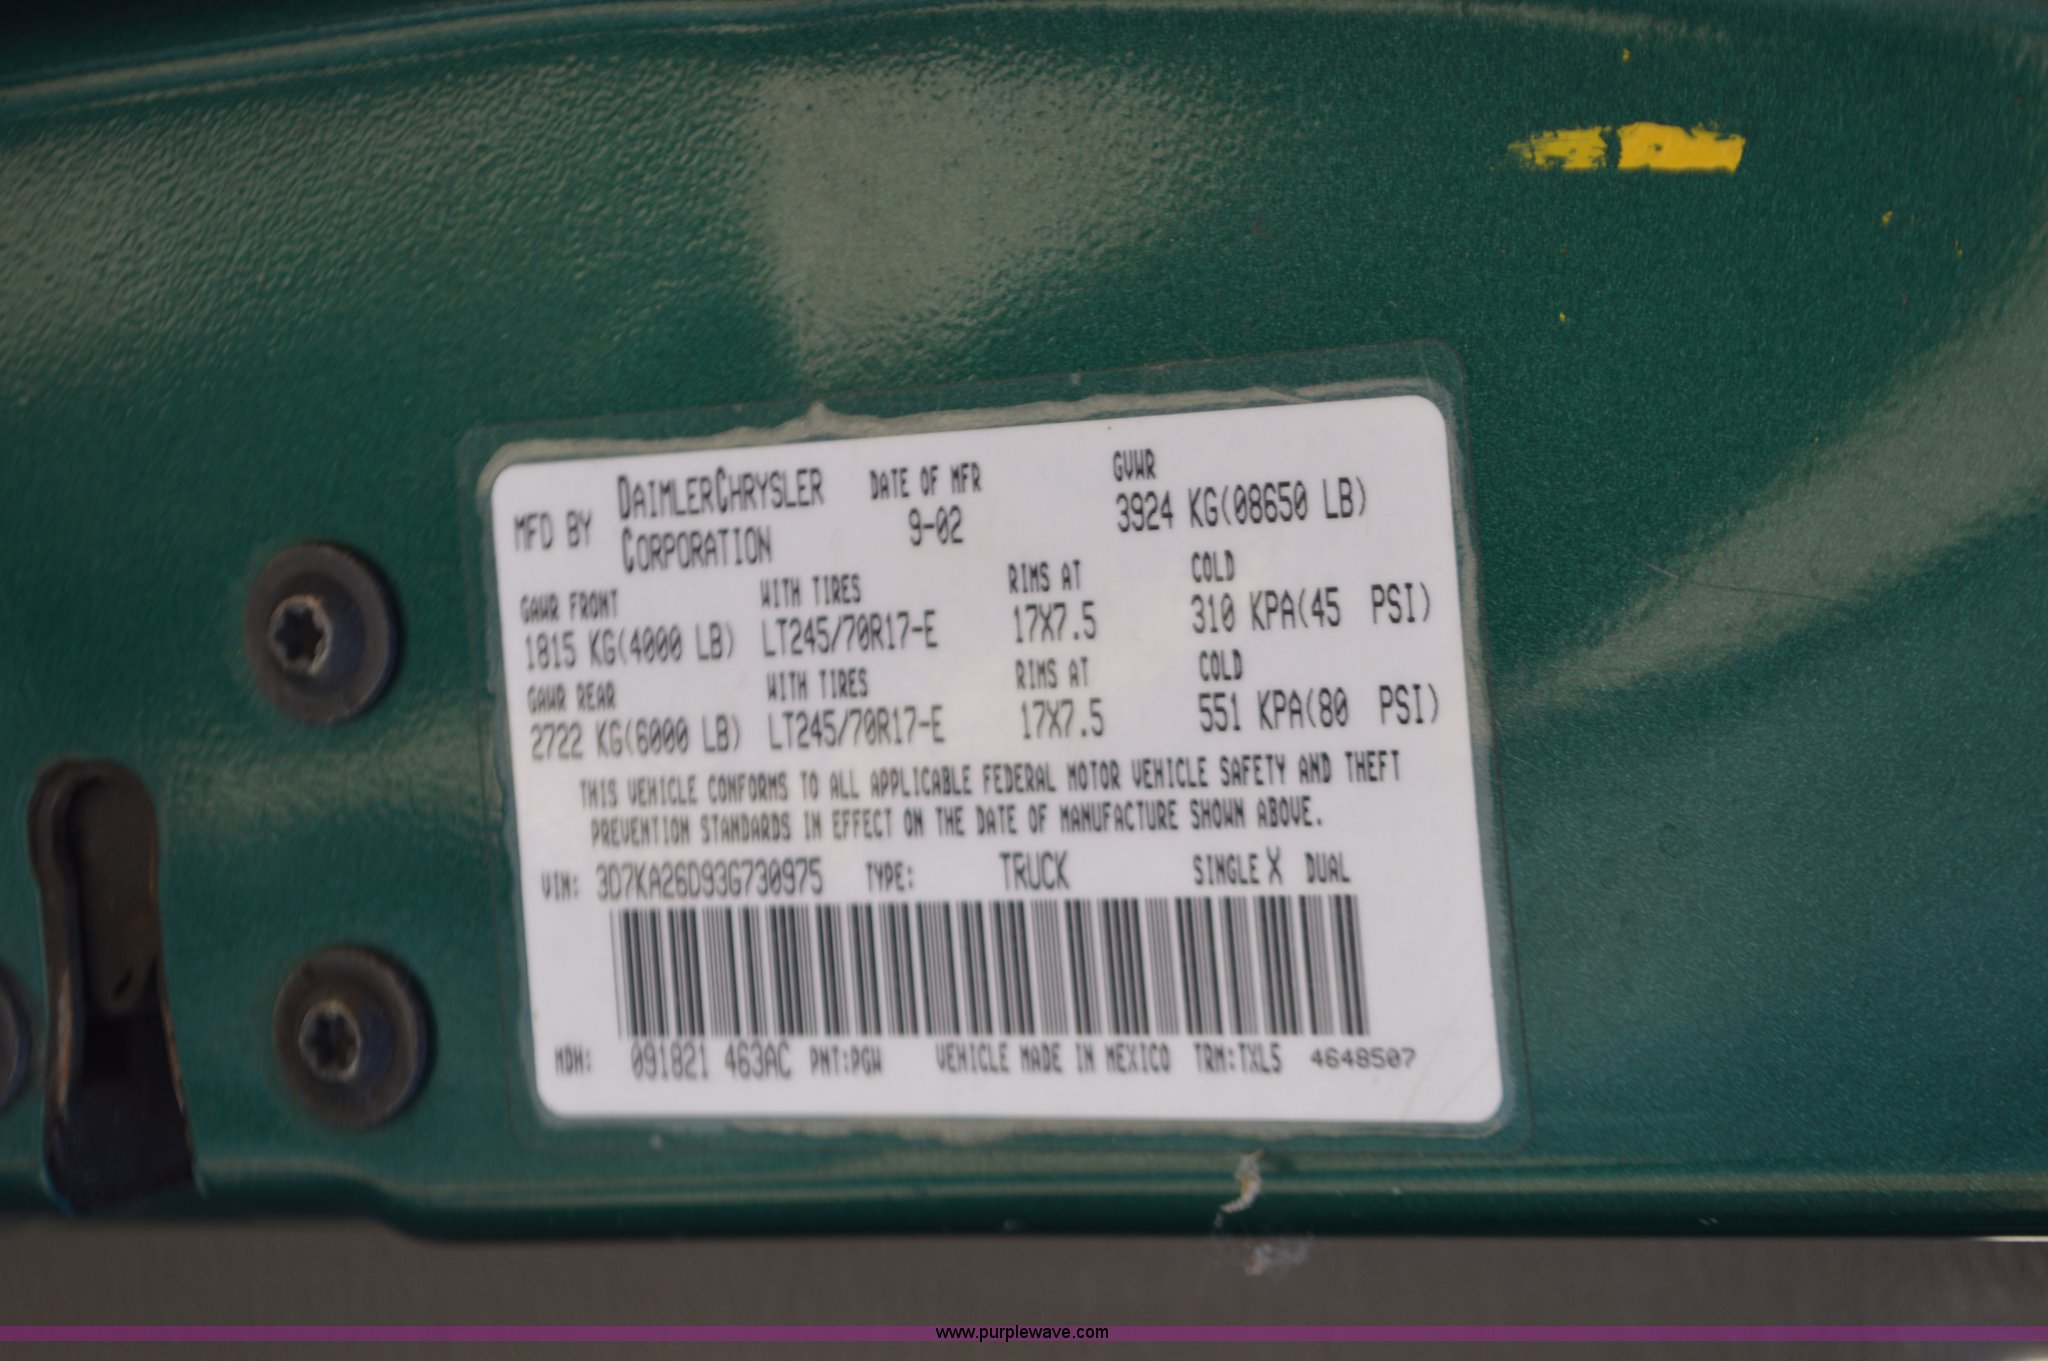 MFD BY DAIMLERCHRYSLER CORPORATION DATE OF MFR 9-02 GVWR 3924 KG(08650 LB)
GAWR FRONT WITH TIRES RIMS AT COLD
1815 KG(4000 LB) LT245/70R17-E 17X7.5 310 KPA(45 PSI)
GAWR REAR WITH TIRES RIMS AT COLD
2722 KG(6000 LB) LT245/70R17-E 17X7.5 551 KPA(80 PSI)
THIS VEHICLE CONFORMS TO ALL APPLICABLE FEDERAL MOTOR VEHICLE SAFETY AND THEFT
PREVENTION STANDARDS IN EFFECT ON THE DATE OF MANUFACTURE SHOWN ABOVE.
VIN: 3D7KA26D93G730975 TYPE: TRUCK SINGLE X DUAL
MDH: 091821 463AC PNT:PGW VEHICLE MADE IN MEXICO TRM:TXL5 4648507
www.purplewave.com